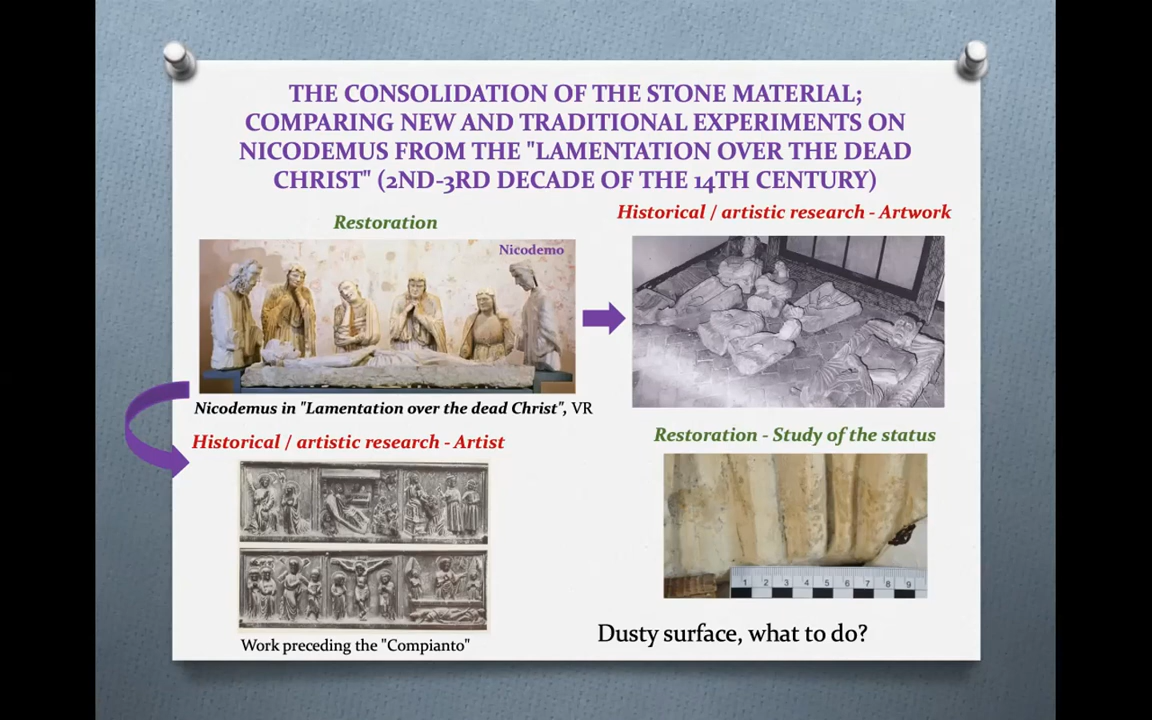 THE CONSOLIDATION OF THE STONE MATERIAL;
COMPARING NEW AND TRADITIONAL EXPERIMENTS ON
NICODEMUS FROM THE "LAMENTATION OVER THE DEAD
CHRIST" (2ND-3RD DECADE OF THE 14TH CENTURY)
Restoration
Nicodemo
Nicodemus in "Lamentation over the dead Christ", VR
Historical / artistic research - Artwork
Historical / artistic research - Artist
Work preceding the "Compianto"
Restoration - Study of the status
1 2 3 4 5 6 7 8 9
Dusty surface, what to do?